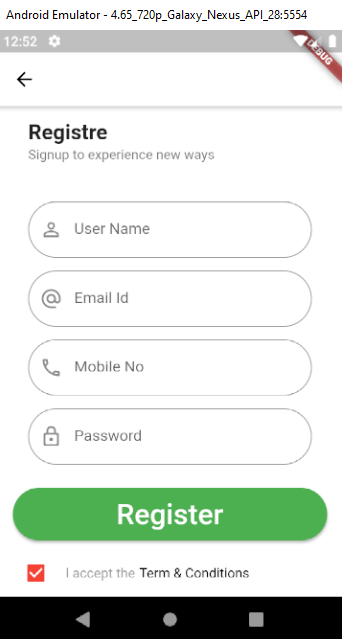 Android Emulator - 4.65_720p_Galaxy_Nexus_API_28:5554
12:52
DEBUG
Registre
Signup to experience new ways
User Name
Email Id
Mobile No
Password
Register
I accept the Term & Conditions